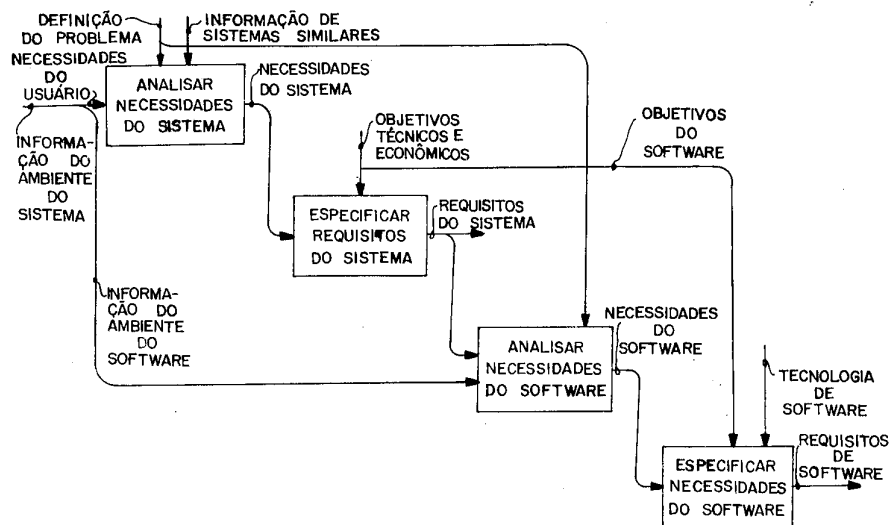 DEFINIÇÃO
DO PROBLEMA
INFORMAÇÃO DE
SISTEMAS SIMILARES
NECESSIDADES
DO
USUÁRIO
ANALISAR
NECESSIDADES
DO SISTEMA
NECESSIDADES
DO SISTEMA
INFORMA-
ÇÃO DO
AMBIENTE
DO
SISTEMA
OBJETIVOS
TÉCNICOS E
ECONÔMICOS
OBJETIVOS
DO
SOFTWARE
ESPECIFICAR
REQUISITOS
DO SISTEMA
REQUISITOS
DO SISTEMA
INFORMA-
ÇÃO DO
AMBIENTE
DO
SOFTWARE
ANALISAR
NECESSIDADES
DO SOFTWARE
NECESSIDADES
DO
SOFTWARE
TECNOLOGIA
DE
SOFTWARE
ESPECIFICAR
NECESSIDADES
DO SOFTWARE
REQUISITOS
DE
SOFTWARE